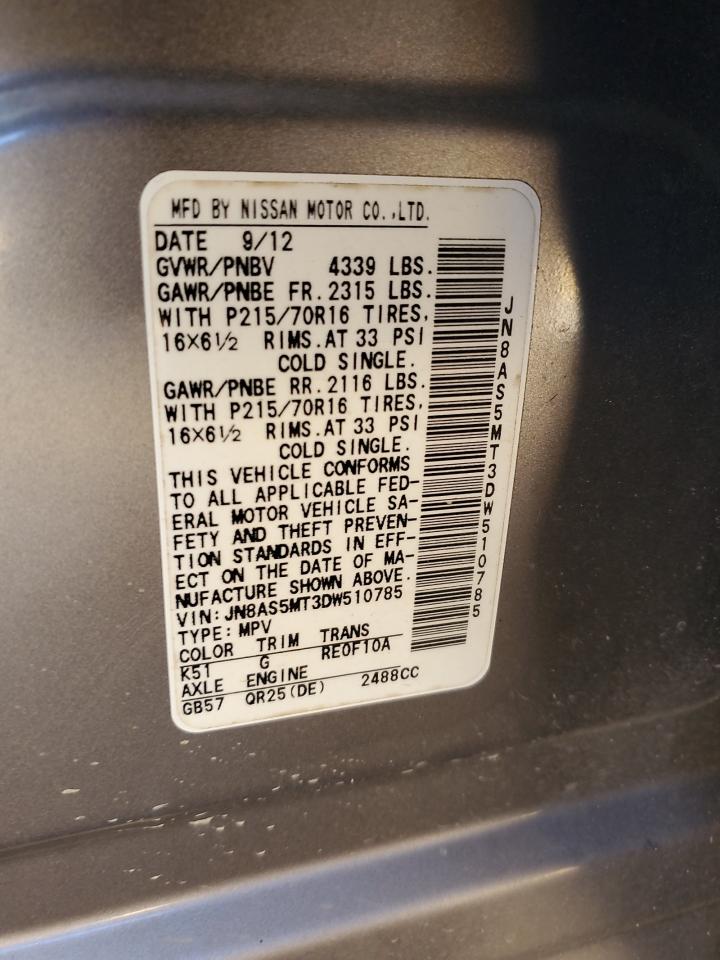 MFD BY NISSAN MOTOR CO.,LTD.
DATE 9/12
GVWR/PNBV 4339 LBS.
GAWR/PNBE FR. 2315 LBS.
WITH P215/70R16 TIRES,
16X6½ RIMS.AT 33 PSI
COLD SINGLE.
GAWR/PNBE RR. 2116 LBS.
WITH P215/70R16 TIRES,
16X6½ RIMS.AT 33 PSI
COLD SINGLE.
THIS VEHICLE CONFORMS
TO ALL APPLICABLE FED-
ERAL MOTOR VEHICLE SA-
FETY AND THEFT PREVEN-
TION STANDARDS IN EFF-
ECT ON THE DATE OF MA-
NUFACTURE SHOWN ABOVE.
VIN:JN8AS5MT3DW510785
TYPE:MPV
COLOR TRIM TRANS
K51 G RE0F10A
AXLE ENGINE
GB57 QR25(DE) 2488CC
JN8AS5MT3DW510785